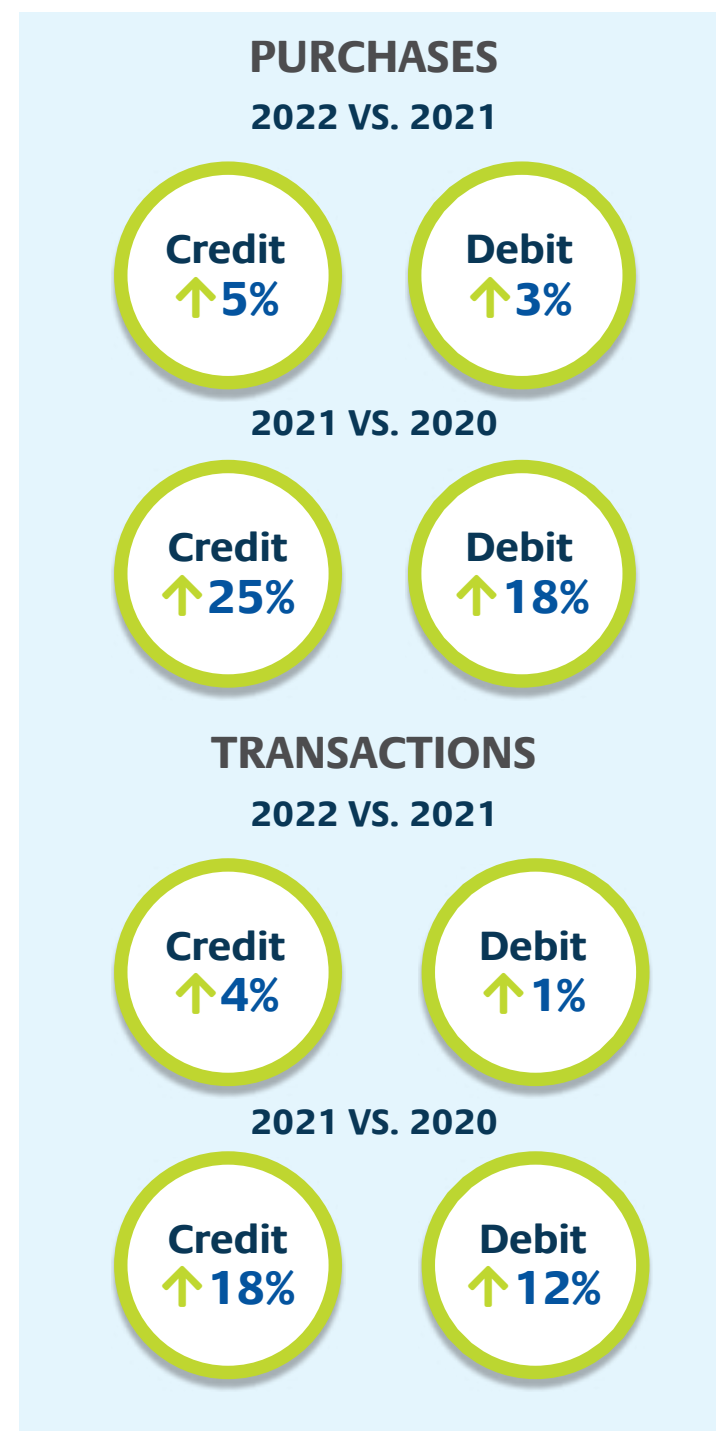 PURCHASES
2022 VS. 2021
Credit
↑5%
Debit
↑3%
2021 VS. 2020
Credit
↑25%
Debit
↑18%
TRANSACTIONS
2022 VS. 2021
Credit
↑4%
Debit
↑1%
2021 VS. 2020
Credit
↑18%
Debit
↑12%